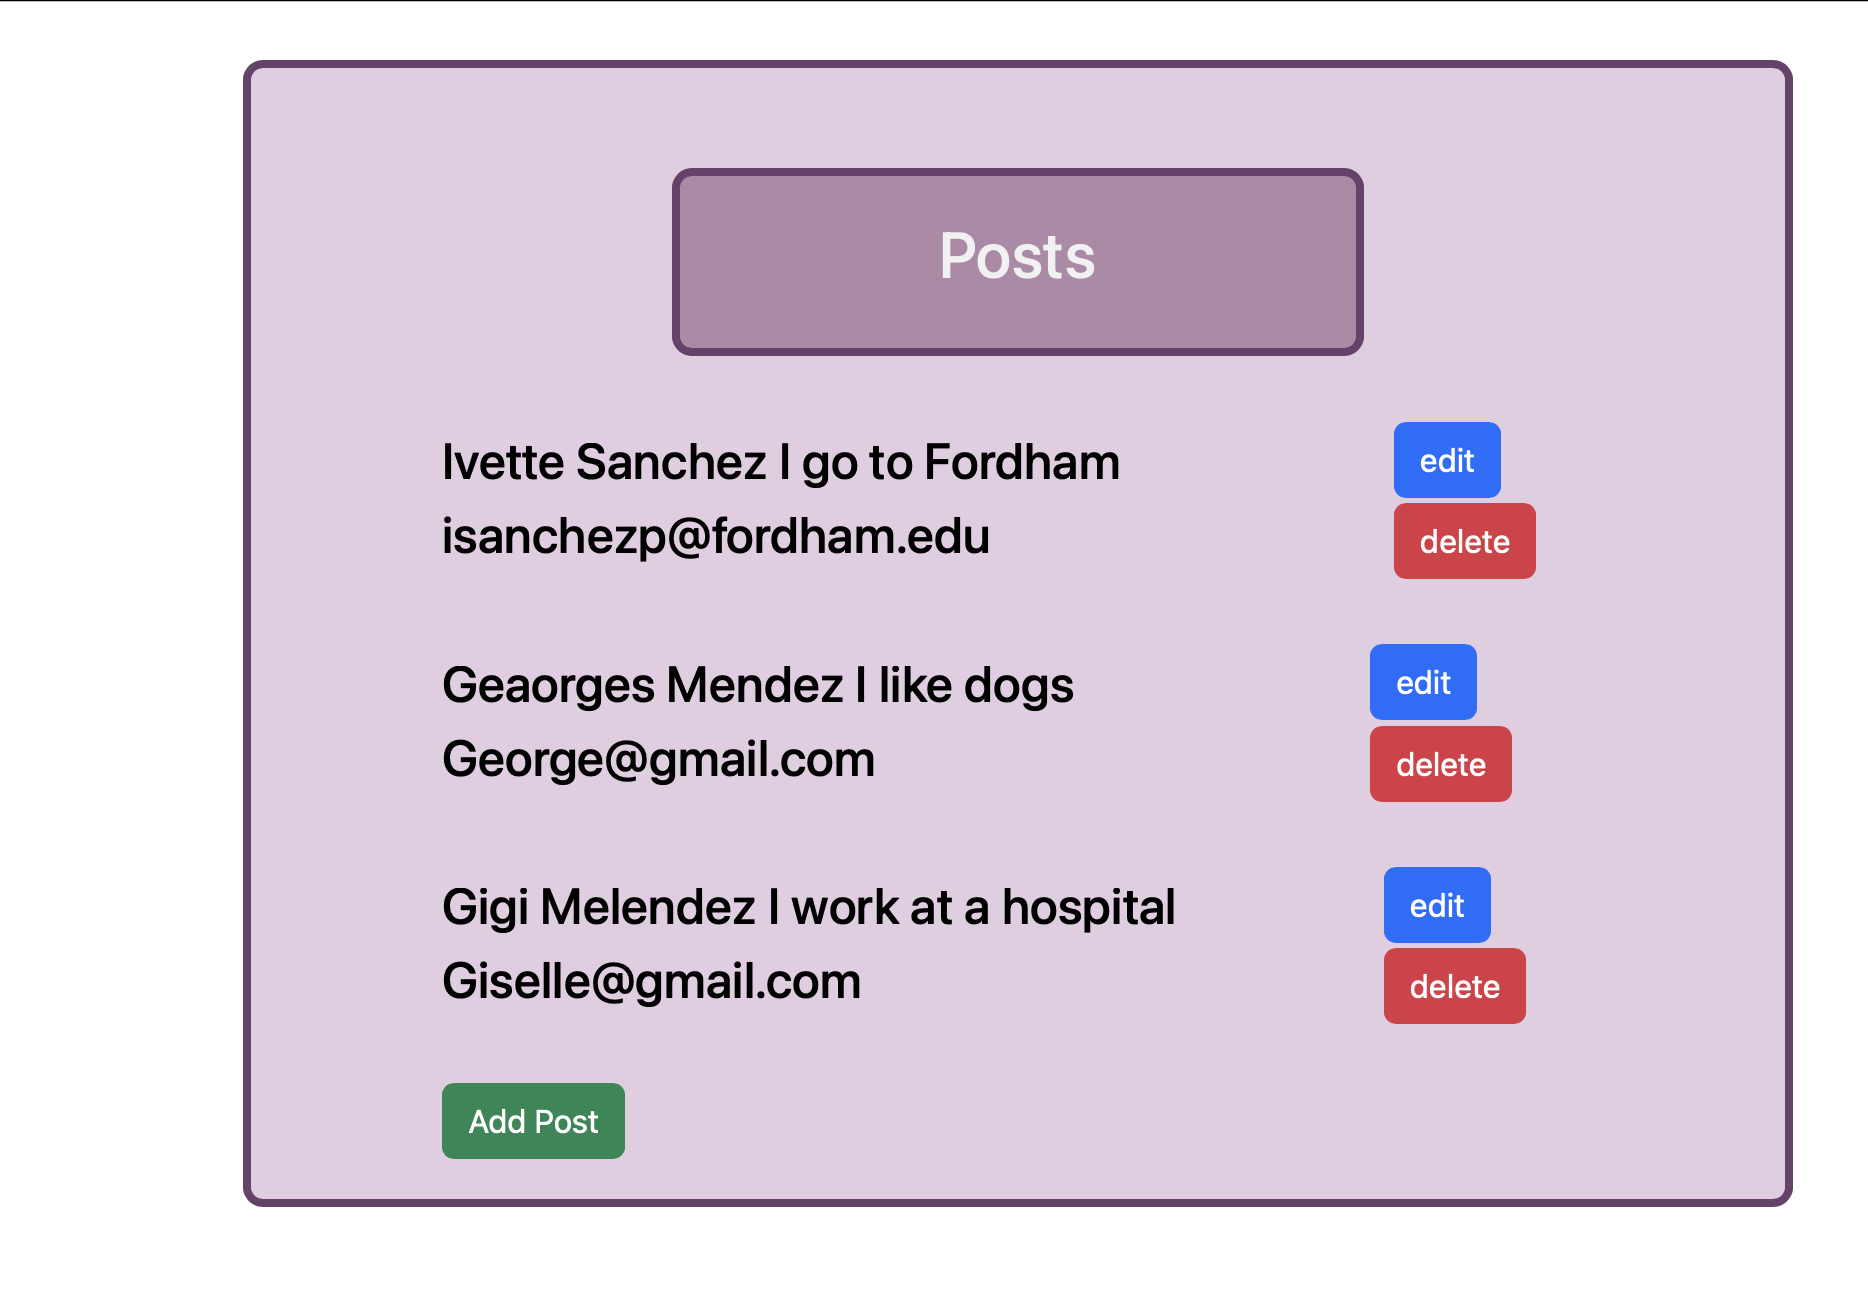 Posts
Ivette Sanchez I go to Fordham
isanchezp@fordham.edu
edit
delete
Geaorges Mendez I like dogs
George@gmail.com
edit
delete
Gigi Melendez I work at a hospital
Giselle@gmail.com
edit
delete
Add Post